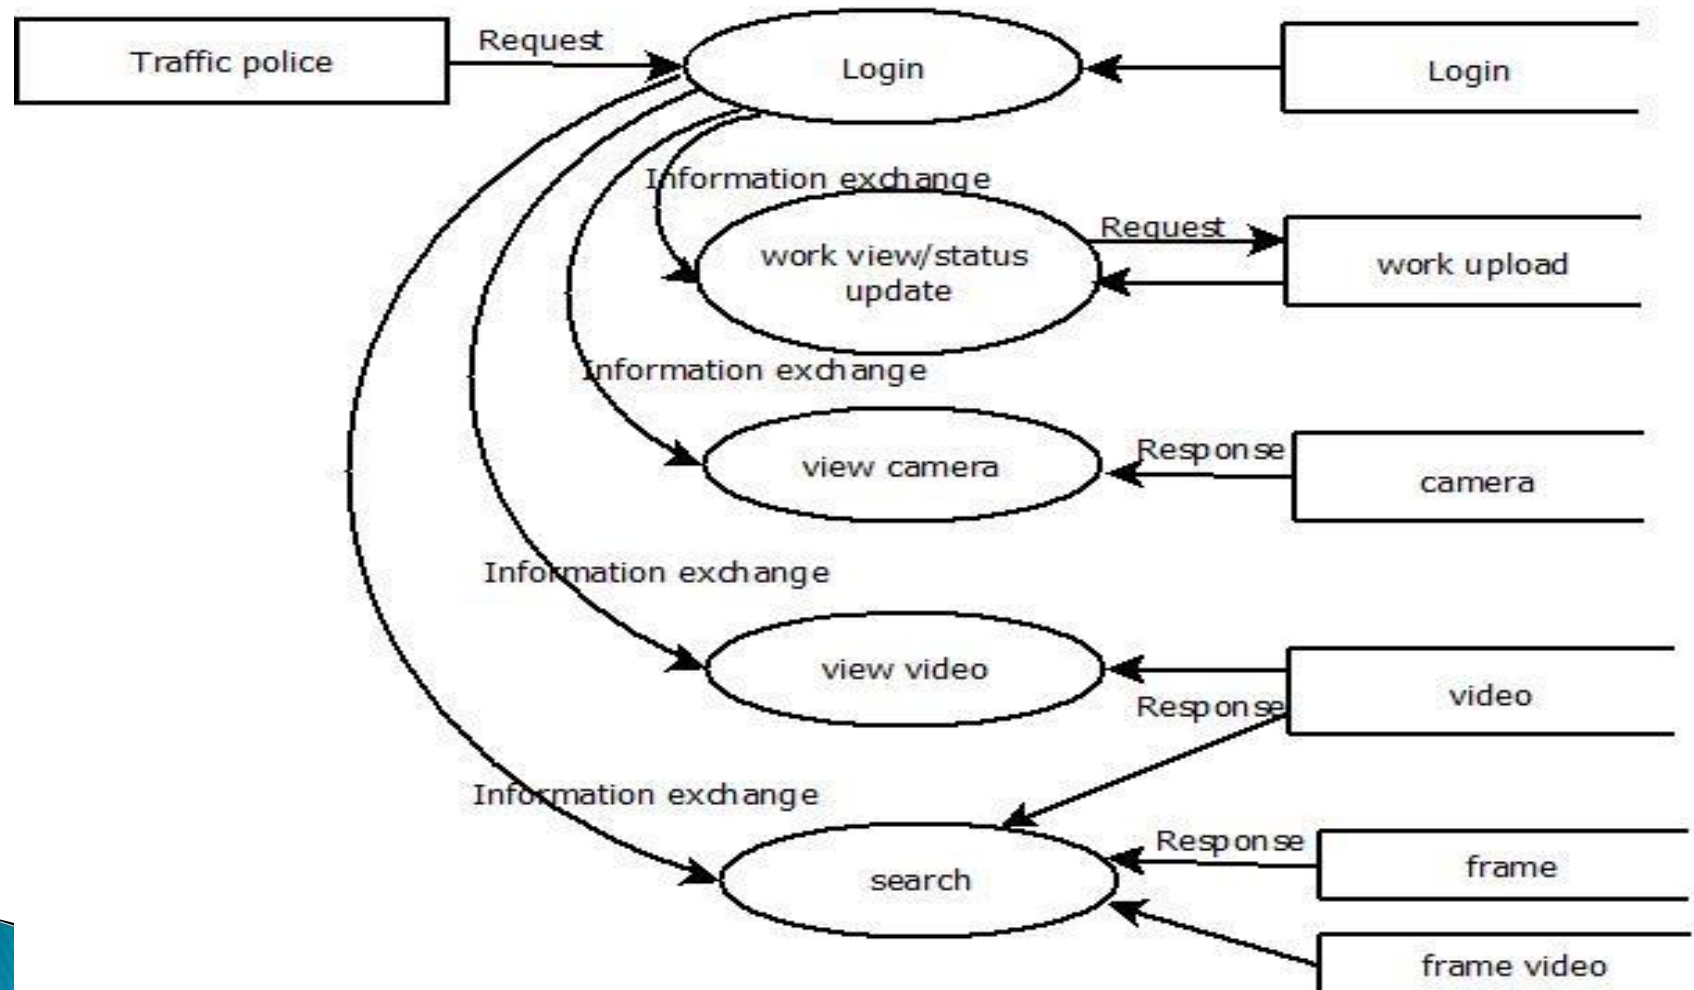 Traffic police
Request
Login
Login
Information exchange
work view/status
update
Request
work upload
Information exchange
view camera
Response
camera
Information exchange
view video
Response
video
Information exchange
search
Response
frame
frame video